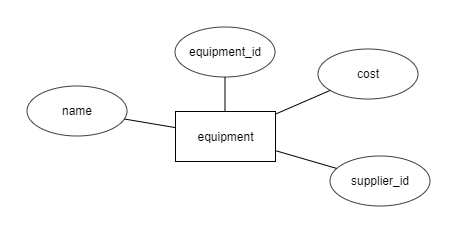 equipment_id
cost
name
equipment
supplier_id